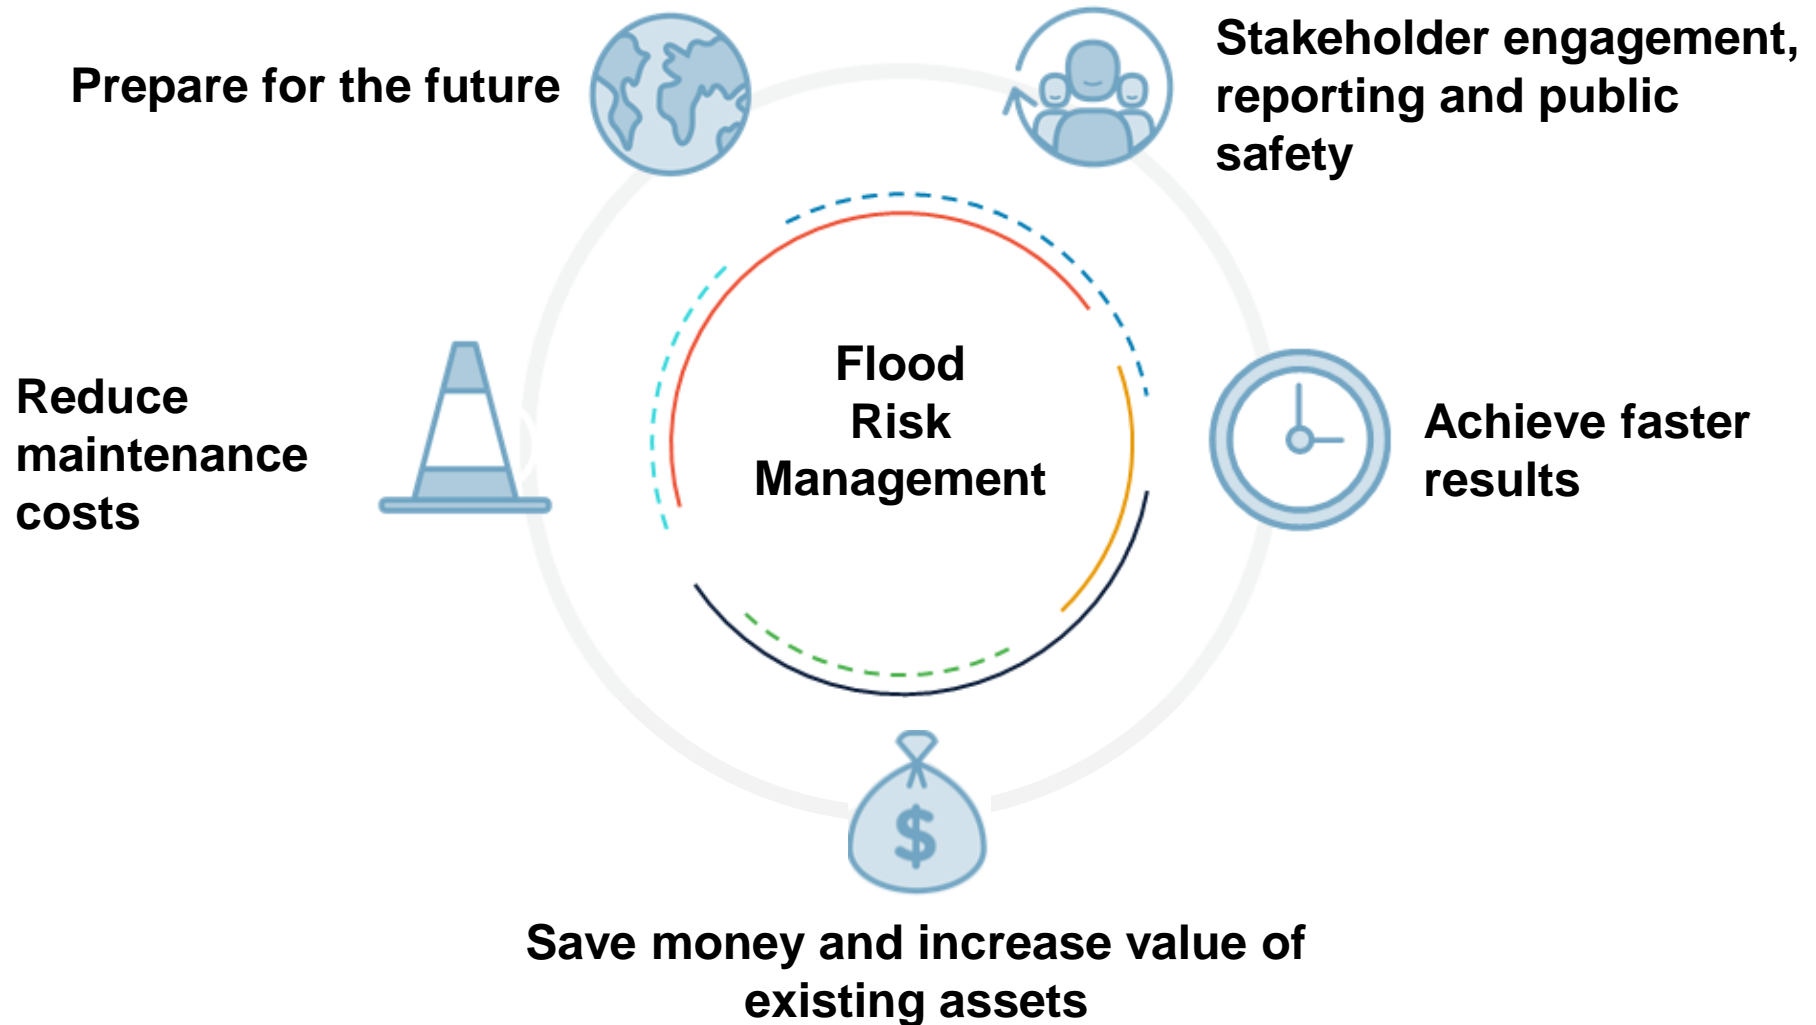 Prepare for the future
Stakeholder engagement,
reporting and public
safety
Flood
Risk
Management
Reduce
maintenance
costs
Achieve faster
results
$
Save money and increase value of
existing assets